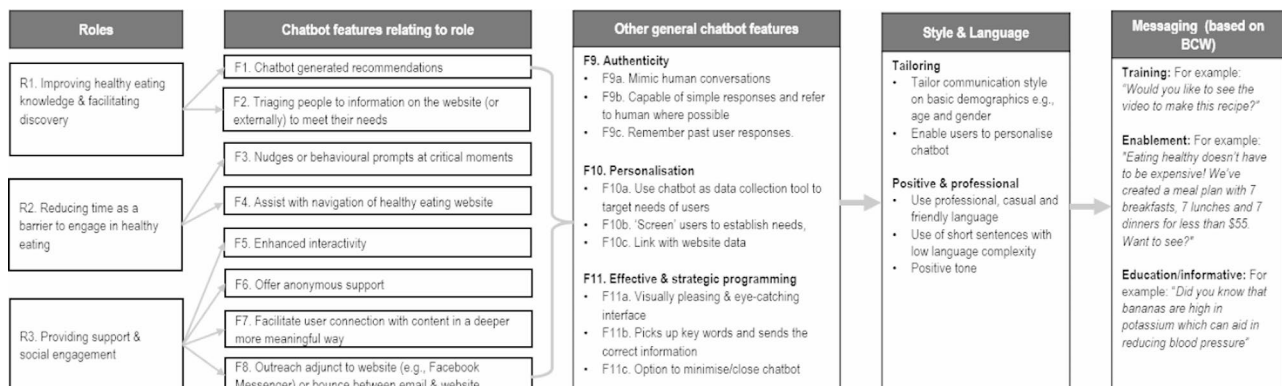 Roles
R1. Improving healthy eating
knowledge & facilitating
discovery
R2. Reducing time as a
barrier to engage in healthy
eating
R3. Providing support &
social engagement
Chatbot features relating to role
F1. Chatbot generated recommendations
F2. Triaging people to information on the website (or
externally) to meet their needs
F3. Nudges or behavioural prompts at critical moments
F4. Assist with navigation of healthy eating website
F5. Enhanced interactivity
F6. Offer anonymous support
F7. Facilitate user connection with content in a deeper
more meaningful way
F8. Outreach adjunct to website (e.g., Facebook
Messenger) or bounce between email & website
Other general chatbot features
F9. Authenticity
• F9a. Mimic human conversations
• F9b. Capable of simple responses and refer
to human where possible
• F9c. Remember past user responses.
F10. Personalisation
• F10a. Use chatbot as data collection tool to
target needs of users
• F10b. ‘Screen’ users to establish needs,
• F10c. Link with website data
F11. Effective & strategic programming
• F11a. Visually pleasing & eye-catching
interface
• F11b. Picks up key words and sends the
correct information
• F11c. Option to minimise/close chatbot
Style & Language
Tailoring
• Tailor communication style
on basic demographics e.g.,
age and gender
• Enable users to personalise
chatbot
Positive & professional
• Use professional, casual and
friendly language
• Use of short sentences with
low language complexity
• Positive tone
Messaging (based on
BCW)
Training: For example:
"Would you like to see the
video to make this recipe?"
Enablement: For example:
"Eating healthy doesn't have
to be expensive! We've
created a meal plan with 7
breakfasts, 7 lunches and 7
dinners for less than $55.
Want to see?"
Education/informative: For
example: "Did you know that
bananas are high in
potassium which can aid in
reducing blood pressure"